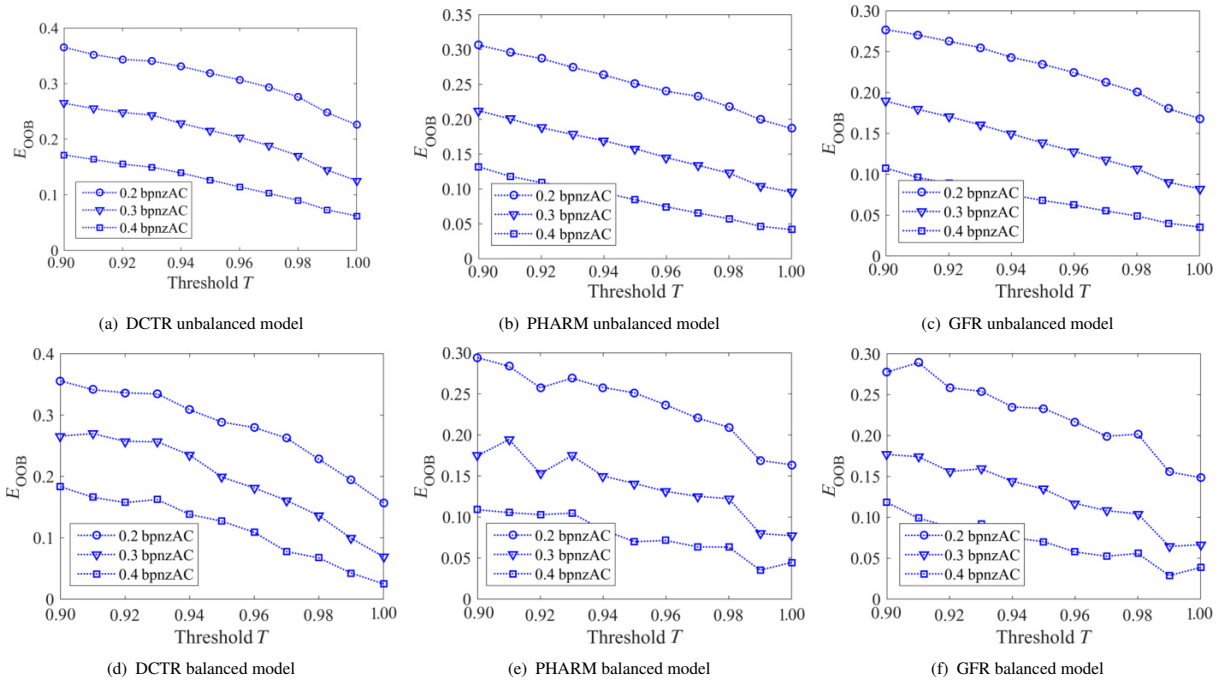 0.4
0.3
0.2
0.1
0
E_OOB
0.2 bpnzAC
0.3 bpnzAC
0.4 bpnzAC
0.90 0.92 0.94 0.96 0.98 1.00
Threshold T
(a) DCTR unbalanced model
0.35
0.30
0.25
0.20
0.15
0.10
0.05
0
E_OOB
0.2 bpnzAC
0.3 bpnzAC
0.4 bpnzAC
0.90 0.92 0.94 0.96 0.98 1.00
Threshold T
(b) PHARM unbalanced model
0.30
0.25
0.20
0.15
0.10
0.05
0
E_OOB
0.2 bpnzAC
0.3 bpnzAC
0.4 bpnzAC
0.90 0.92 0.94 0.96 0.98 1.00
Threshold T
(c) GFR unbalanced model
0.4
0.3
0.2
0.1
0
E_OOB
0.2 bpnzAC
0.3 bpnzAC
0.4 bpnzAC
0.90 0.92 0.94 0.96 0.98 1.00
Threshold T
(d) DCTR balanced model
0.30
0.25
0.20
0.15
0.10
0.05
0
E_OOB
0.2 bpnzAC
0.3 bpnzAC
0.4 bpnzAC
0.90 0.92 0.94 0.96 0.98 1.00
Threshold T
(e) PHARM balanced model
0.30
0.25
0.20
0.15
0.10
0.05
0
E_OOB
0.2 bpnzAC
0.3 bpnzAC
0.4 bpnzAC
0.90 0.92 0.94 0.96 0.98 1.00
Threshold T
(f) GFR balanced model